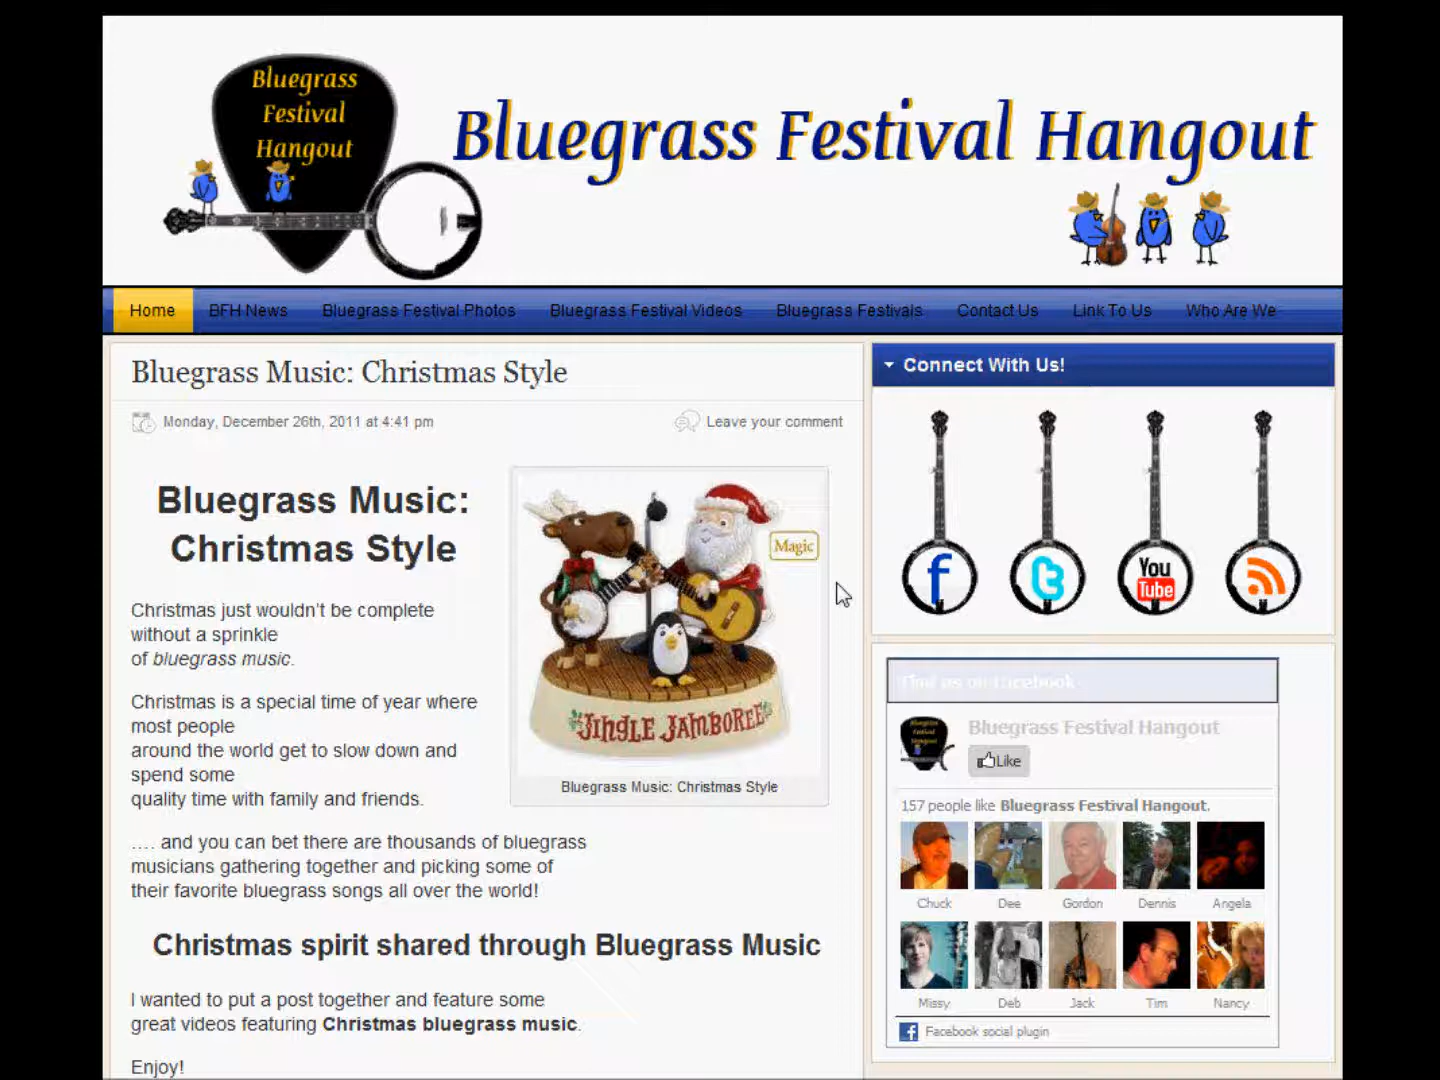 Bluegrass
Festival
Hangout
Bluegrass Festival Hangout
Home BFH News Bluegrass Festival Photos Bluegrass Festival Videos Bluegrass Festivals Contact Us Link To Us Who Are We
Bluegrass Music: Christmas Style
Monday, December 26th, 2011 at 4:41 pm
Leave your comment
Bluegrass Music:
Christmas Style
Magic
JINGLE JAMBOREE
Bluegrass Music: Christmas Style
Christmas just wouldn't be complete
without a sprinkle
of bluegrass music.
Christmas is a special time of year where
most people
around the world get to slow down and
spend some
quality time with family and friends.
…. and you can bet there are thousands of bluegrass
musicians gathering together and picking some of
their favorite bluegrass songs all over the world!
Christmas spirit shared through Bluegrass Music
I wanted to put a post together and feature some
great videos featuring Christmas bluegrass music.
Enjoy!
Connect With Us!
f
t
You
Tube
Find us on Facebook
Bluegrass
Festival
Hangout
Bluegrass Festival Hangout
Like
157 people like Bluegrass Festival Hangout.
Chuck Dee Gordon Dennis Angela
Missy Deb Jack Tim Nancy
f Facebook social plugin